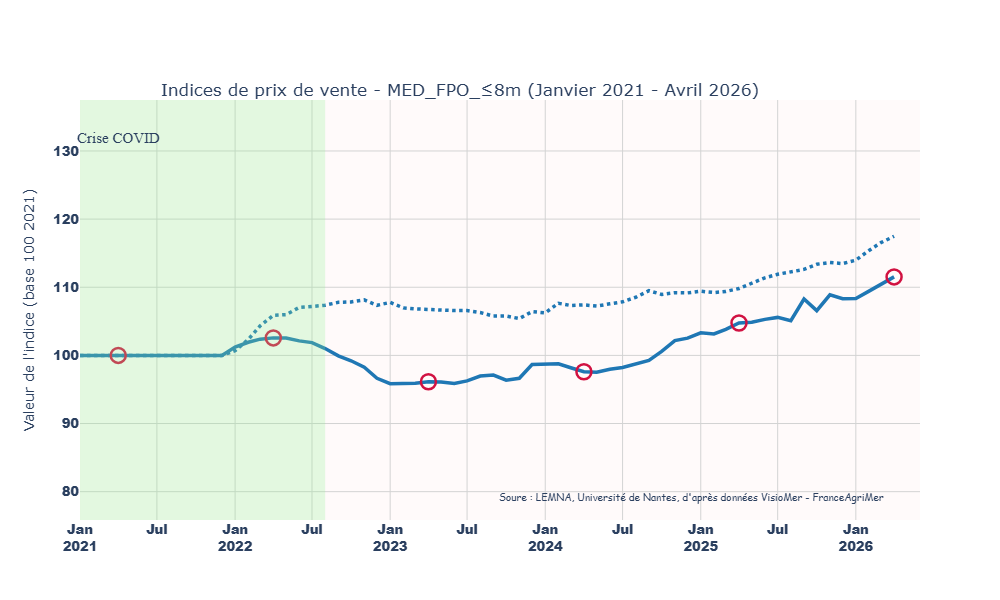 Indices de prix de vente - MED_FPO_≤8m (Janvier 2021 - Avril 2026)
Crise COVID
Valeur de l'indice (base 100 2021)
130
120
110
100
90
80
Soure : LEMNA, Université de Nantes, d'après données VisioMer - FranceAgriMer
Jan Jul Jan Jul Jan Jul Jan Jul Jan Jul Jan
2021 2022 2023 2024 2025 2026